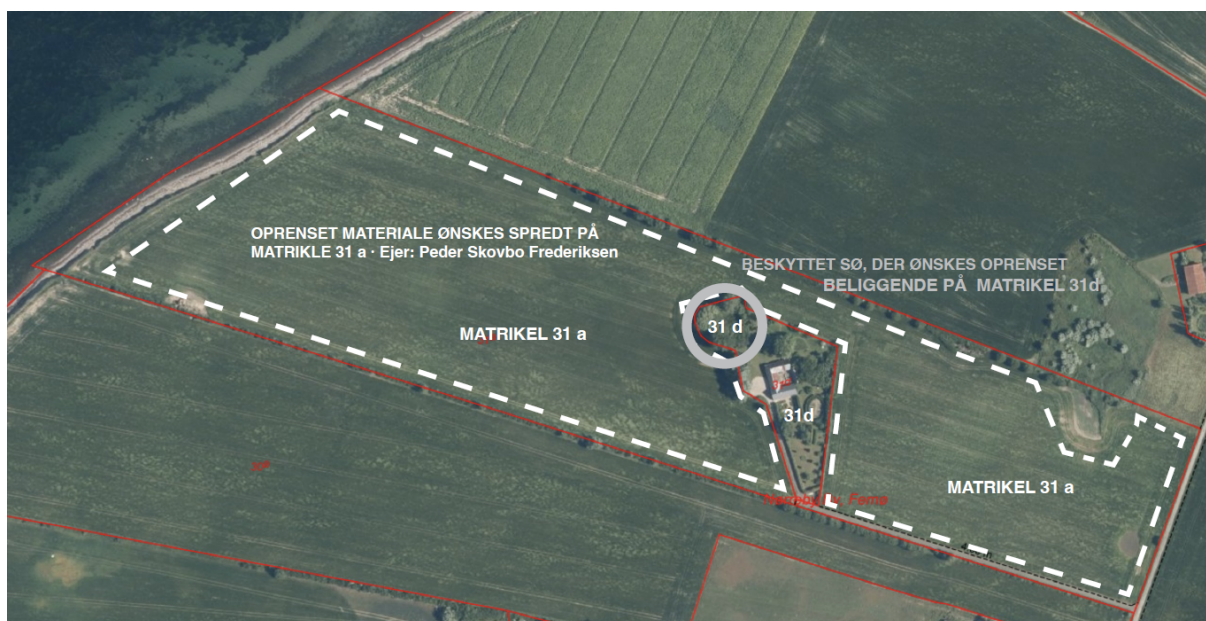 OPRENSET MATERIALE ØNSKES SPREDT PÅ
MATRIKLE 31 a · Ejer: Peder Skovbo Frederiksen
BESKYTTET SØ, DER ØNSKES OPRENSET
BELIGGENDE PÅ MATRIKEL 31d
31 d
MATRIKEL 31 a
31d
MATRIKEL 31 a